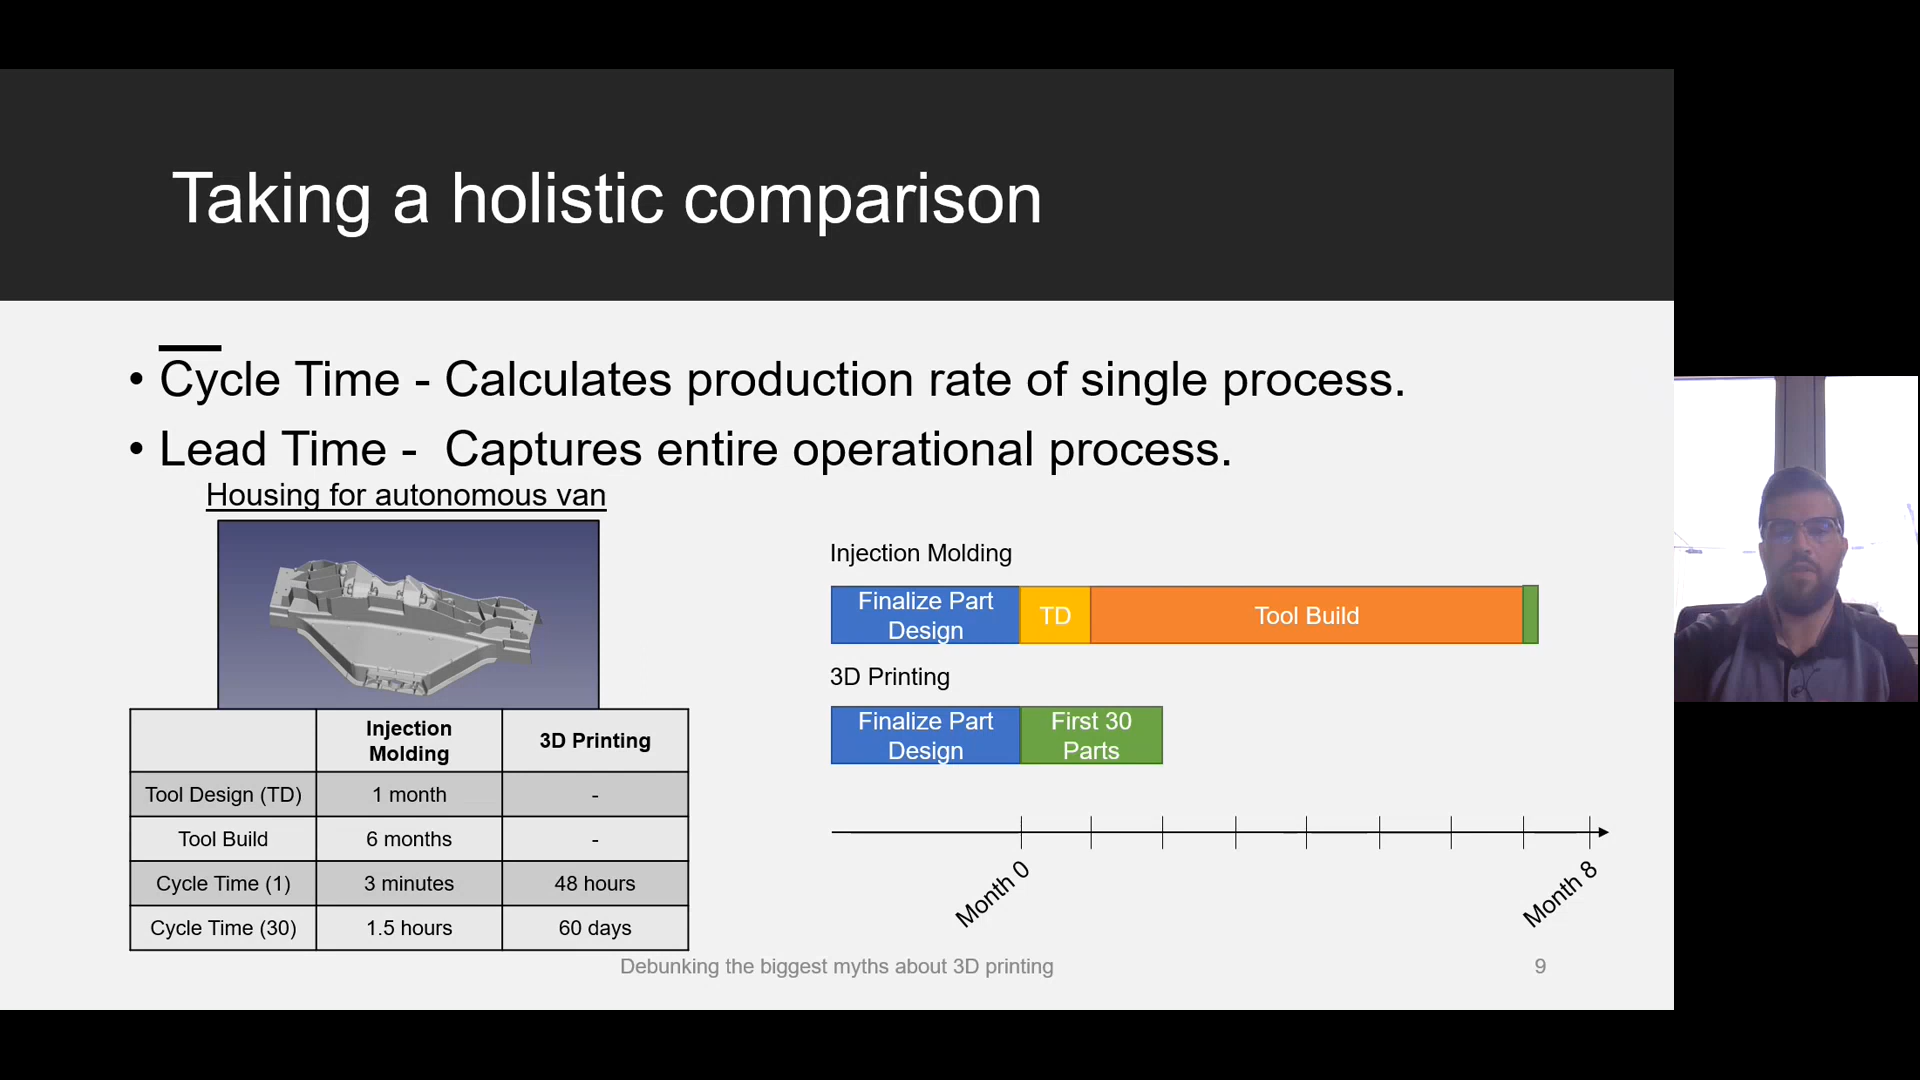 Taking a holistic comparison
• Cycle Time - Calculates production rate of single process.
• Lead Time -  Captures entire operational process.
Housing for autonomous van
Injection
Molding
3D Printing
Tool Design (TD)
1 month
-
Tool Build
6 months
-
Cycle Time (1)
3 minutes
48 hours
Cycle Time (30)
1.5 hours
60 days
Injection Molding
Finalize Part
Design
TD
Tool Build
3D Printing
Finalize Part
Design
First 30
Parts
Month 0
Month 8
Debunking the biggest myths about 3D printing
9